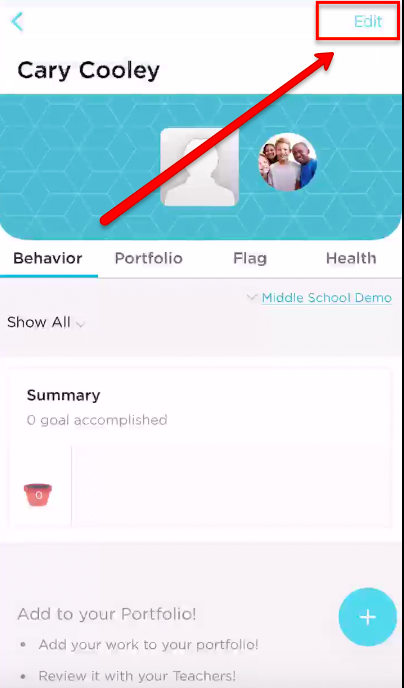 Edit
Cary Cooley
Behavior Portfolio Flag Health
Middle School Demo
Show All
Summary
0 goal accomplished
0
Add to your Portfolio!
• Add your work to your portfolio!
• Review it with your Teachers!